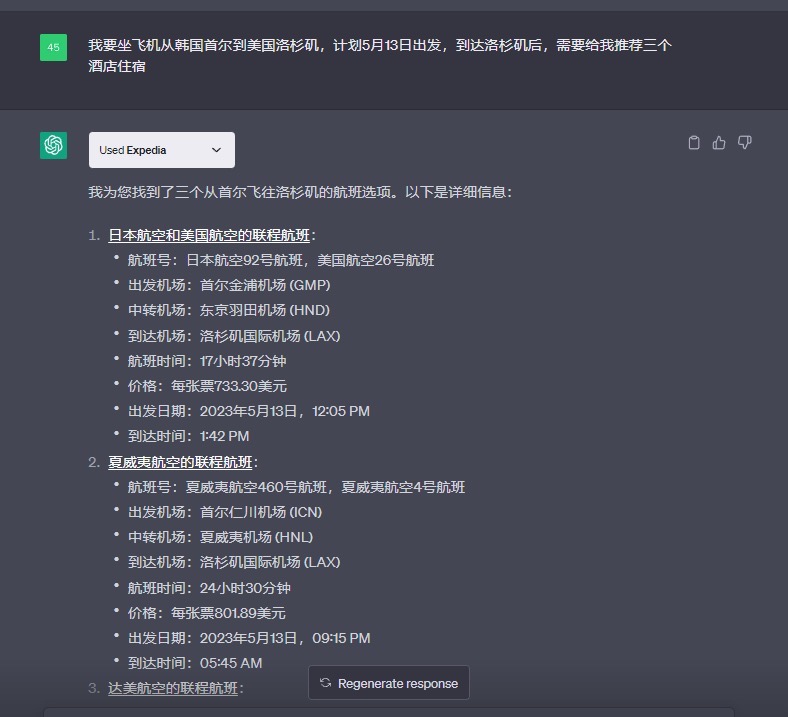 45
我要坐飞机从韩国首尔到美国洛杉矶，计划5月13日出发，到达洛杉矶后，需要给我推荐三个
酒店住宿
Used Expedia
我为您找到了三个从首尔飞往洛杉矶的航班选项。以下是详细信息：
1. 日本航空和美国航空的联程航班：
• 航班号：日本航空92号航班，美国航空26号航班
• 出发机场：首尔金浦机场 (GMP)
• 中转机场：东京羽田机场 (HND)
• 到达机场：洛杉矶国际机场 (LAX)
• 航班时间：17小时37分钟
• 价格：每张票733.30美元
• 出发日期：2023年5月13日，12:05 PM
• 到达时间：1:42 PM
2. 夏威夷航空的联程航班：
• 航班号：夏威夷航空460号航班，夏威夷航空4号航班
• 出发机场：首尔仁川机场 (ICN)
• 中转机场：夏威夷机场 (HNL)
• 到达机场：洛杉矶国际机场 (LAX)
• 航班时间：24小时30分钟
• 价格：每张票801.89美元
• 出发日期：2023年5月13日，09:15 PM
• 到达时间：05:45 AM
3. 达美航空的联程航班：
Regenerate response